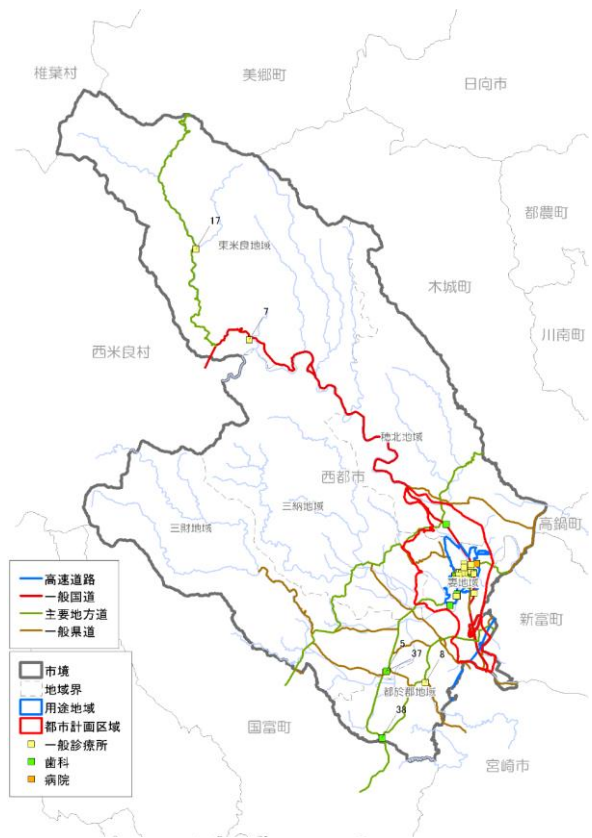 椎葉村
美郷町
日向市
都農町
17
東米良地域
木城町
川南町
7
西米良村
穂北地域
西都市
三納地域
三財地域
高鍋町
妻地域
新富町
5
37
8
都於郡地域
38
国富町
宮崎市
高速道路
一般国道
主要地方道
一般県道
市境
地域界
用途地域
都市計画区域
一般診療所
歯科
病院